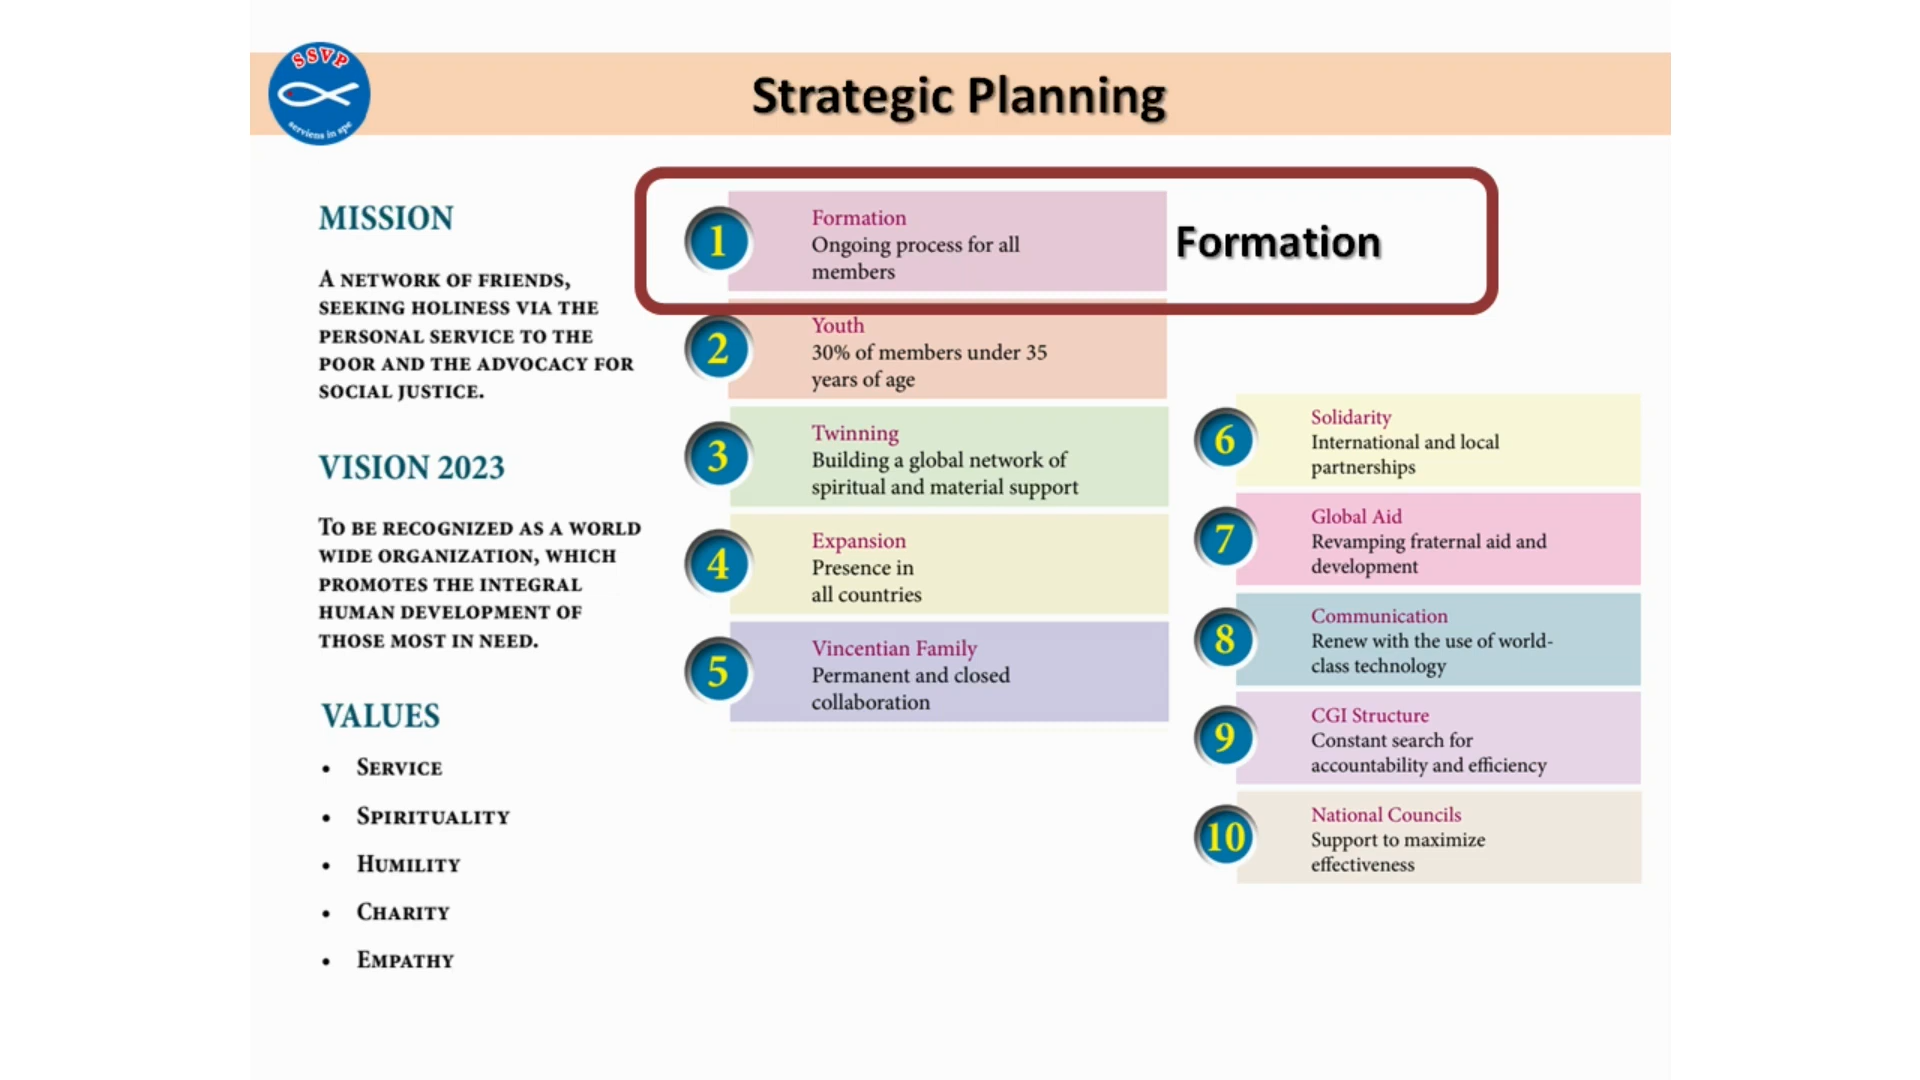 SSVP
serviens in spe
Strategic Planning
MISSION
A NETWORK OF FRIENDS,
SEEKING HOLINESS VIA THE
PERSONAL SERVICE TO THE
POOR AND THE ADVOCACY FOR
SOCIAL JUSTICE.
VISION 2023
TO BE RECOGNIZED AS A WORLD
WIDE ORGANIZATION, WHICH
PROMOTES THE INTEGRAL
HUMAN DEVELOPMENT OF
THOSE MOST IN NEED.
VALUES
• SERVICE
• SPIRITUALITY
• HUMILITY
• CHARITY
• EMPATHY
1
Formation
Ongoing process for all
members
Formation
2
Youth
30% of members under 35
years of age
3
Twinning
Building a global network of
spiritual and material support
4
Expansion
Presence in
all countries
5
Vincentian Family
Permanent and closed
collaboration
6
Solidarity
International and local
partnerships
7
Global Aid
Revamping fraternal aid and
development
8
Communication
Renew with the use of world-
class technology
9
CGI Structure
Constant search for
accountability and efficiency
10
National Councils
Support to maximize
effectiveness